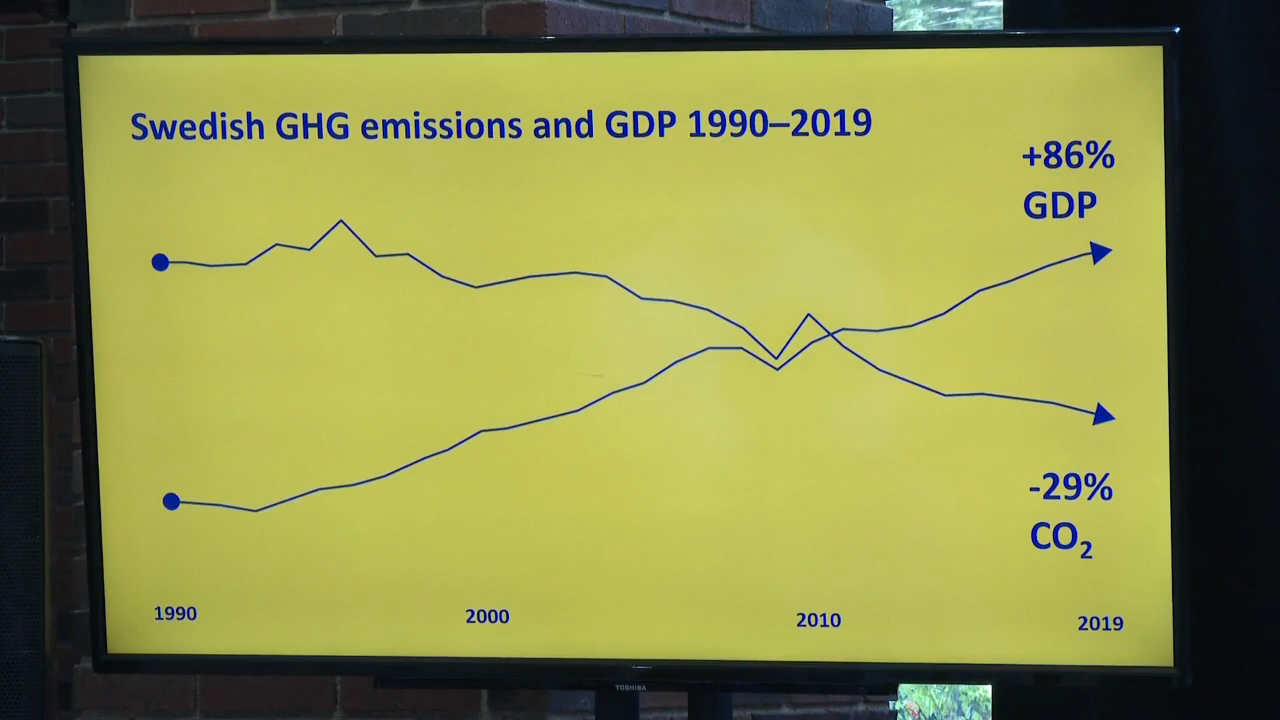 Swedish GHG emissions and GDP 1990–2019
+86%
GDP
-29%
CO₂
1990
2000
2010
2019
TOSHIBA